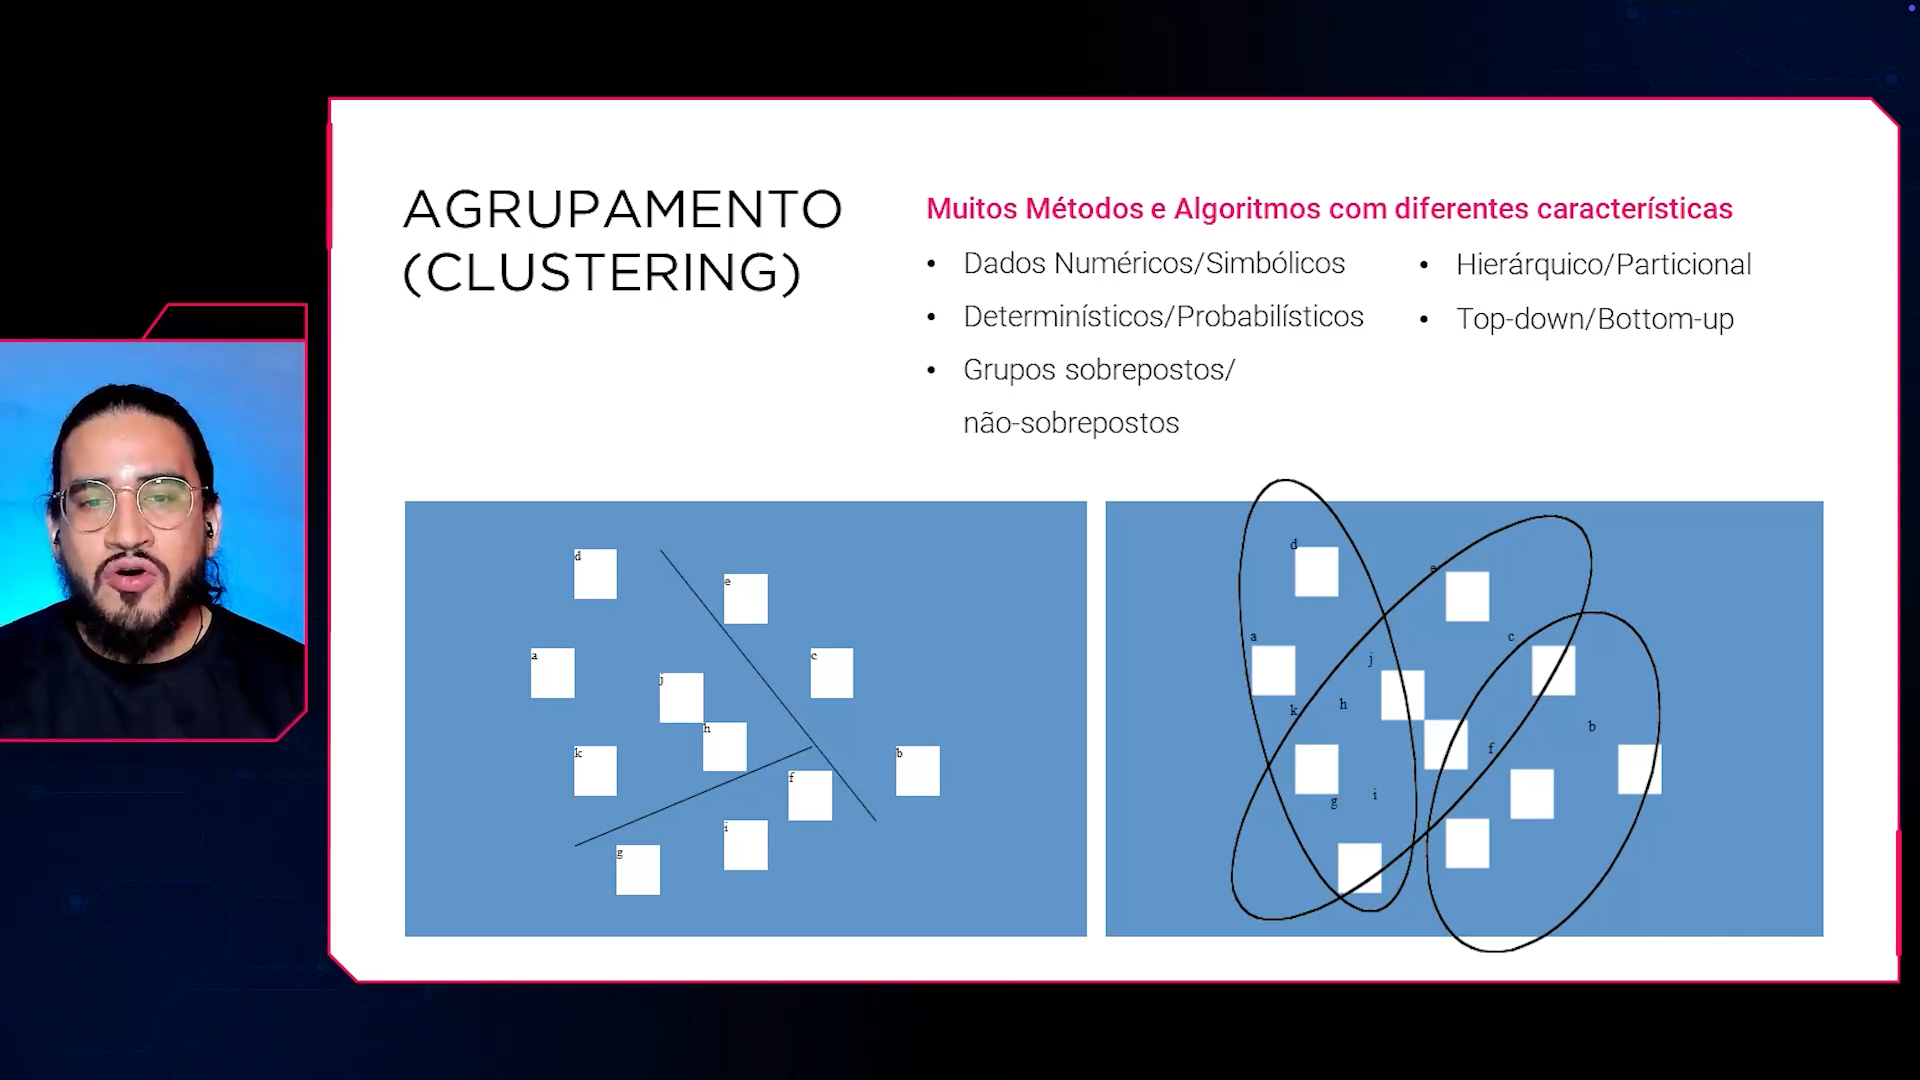 AGRUPAMENTO
(CLUSTERING)
Muitos Métodos e Algoritmos com diferentes características
• Dados Numéricos/Simbólicos
• Determinísticos/Probabilísticos
• Grupos sobrepostos/
não-sobrepostos
• Hierárquico/Particional
• Top-down/Bottom-up
d
e
a
c
j
h
k
b
f
i
g
d
e
a
c
j
h
k
b
f
i
g